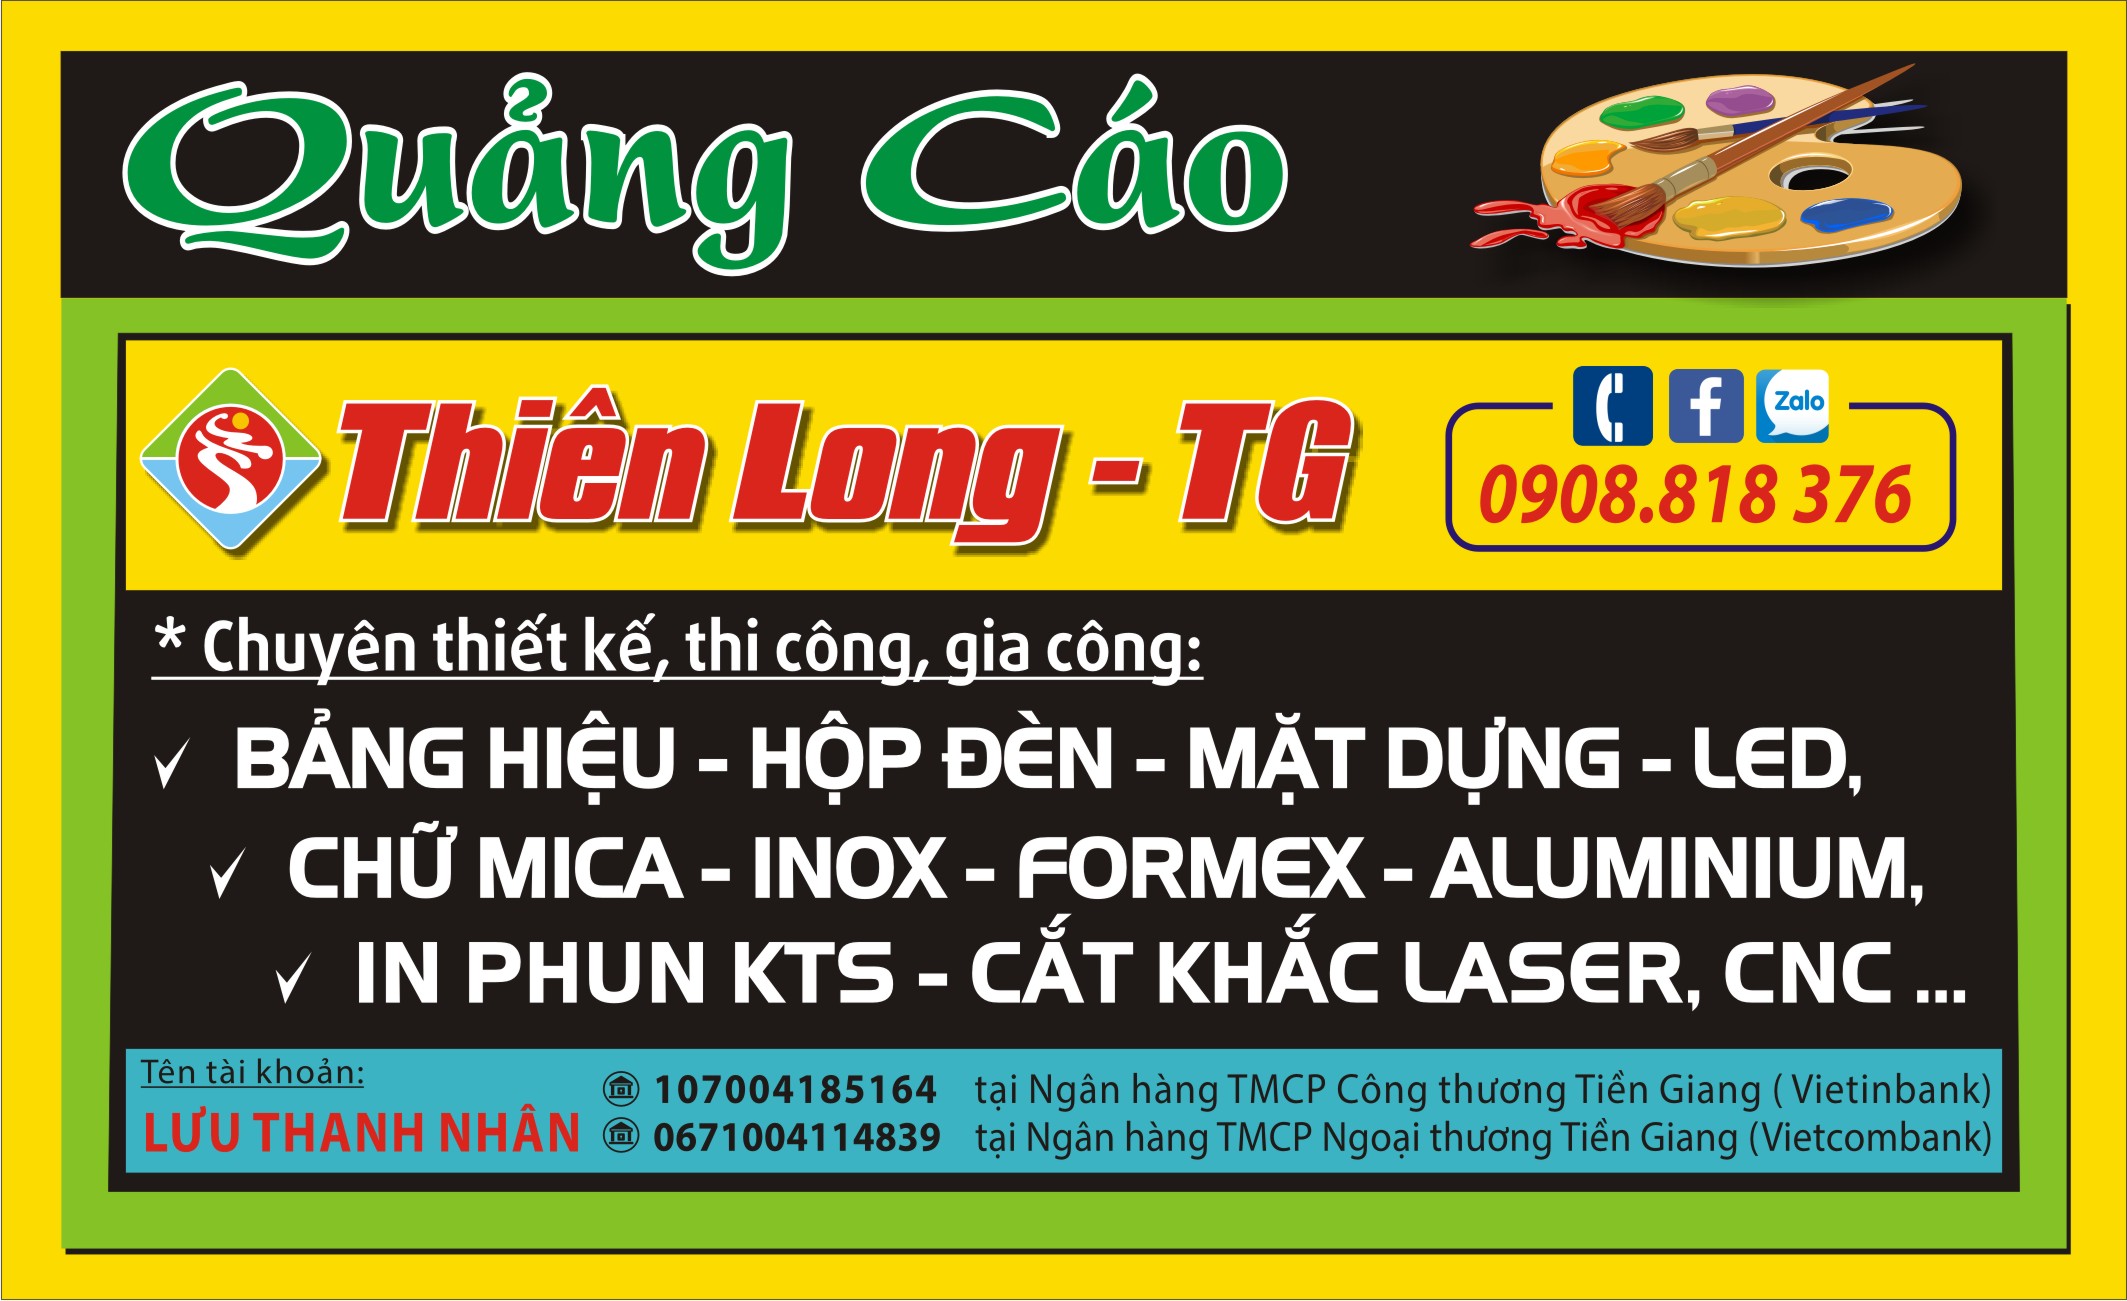 Quảng Cáo
Thiên Long - TG
Zalo
0908.818 376
* Chuyên thiết kế, thi công, gia công:
BẢNG HIỆU - HỘP ĐÈN - MẶT DỰNG - LED,
CHỮ MICA - INOX - FORMEX - ALUMINIUM,
IN PHUN KTS - CẮT KHẮC LASER, CNC ...
Tên tài khoản:
LƯU THANH NHÂN
107004185164 tại Ngân hàng TMCP Công thương Tiền Giang ( Vietinbank)
0671004114839 tại Ngân hàng TMCP Ngoại thương Tiền Giang (Vietcombank)